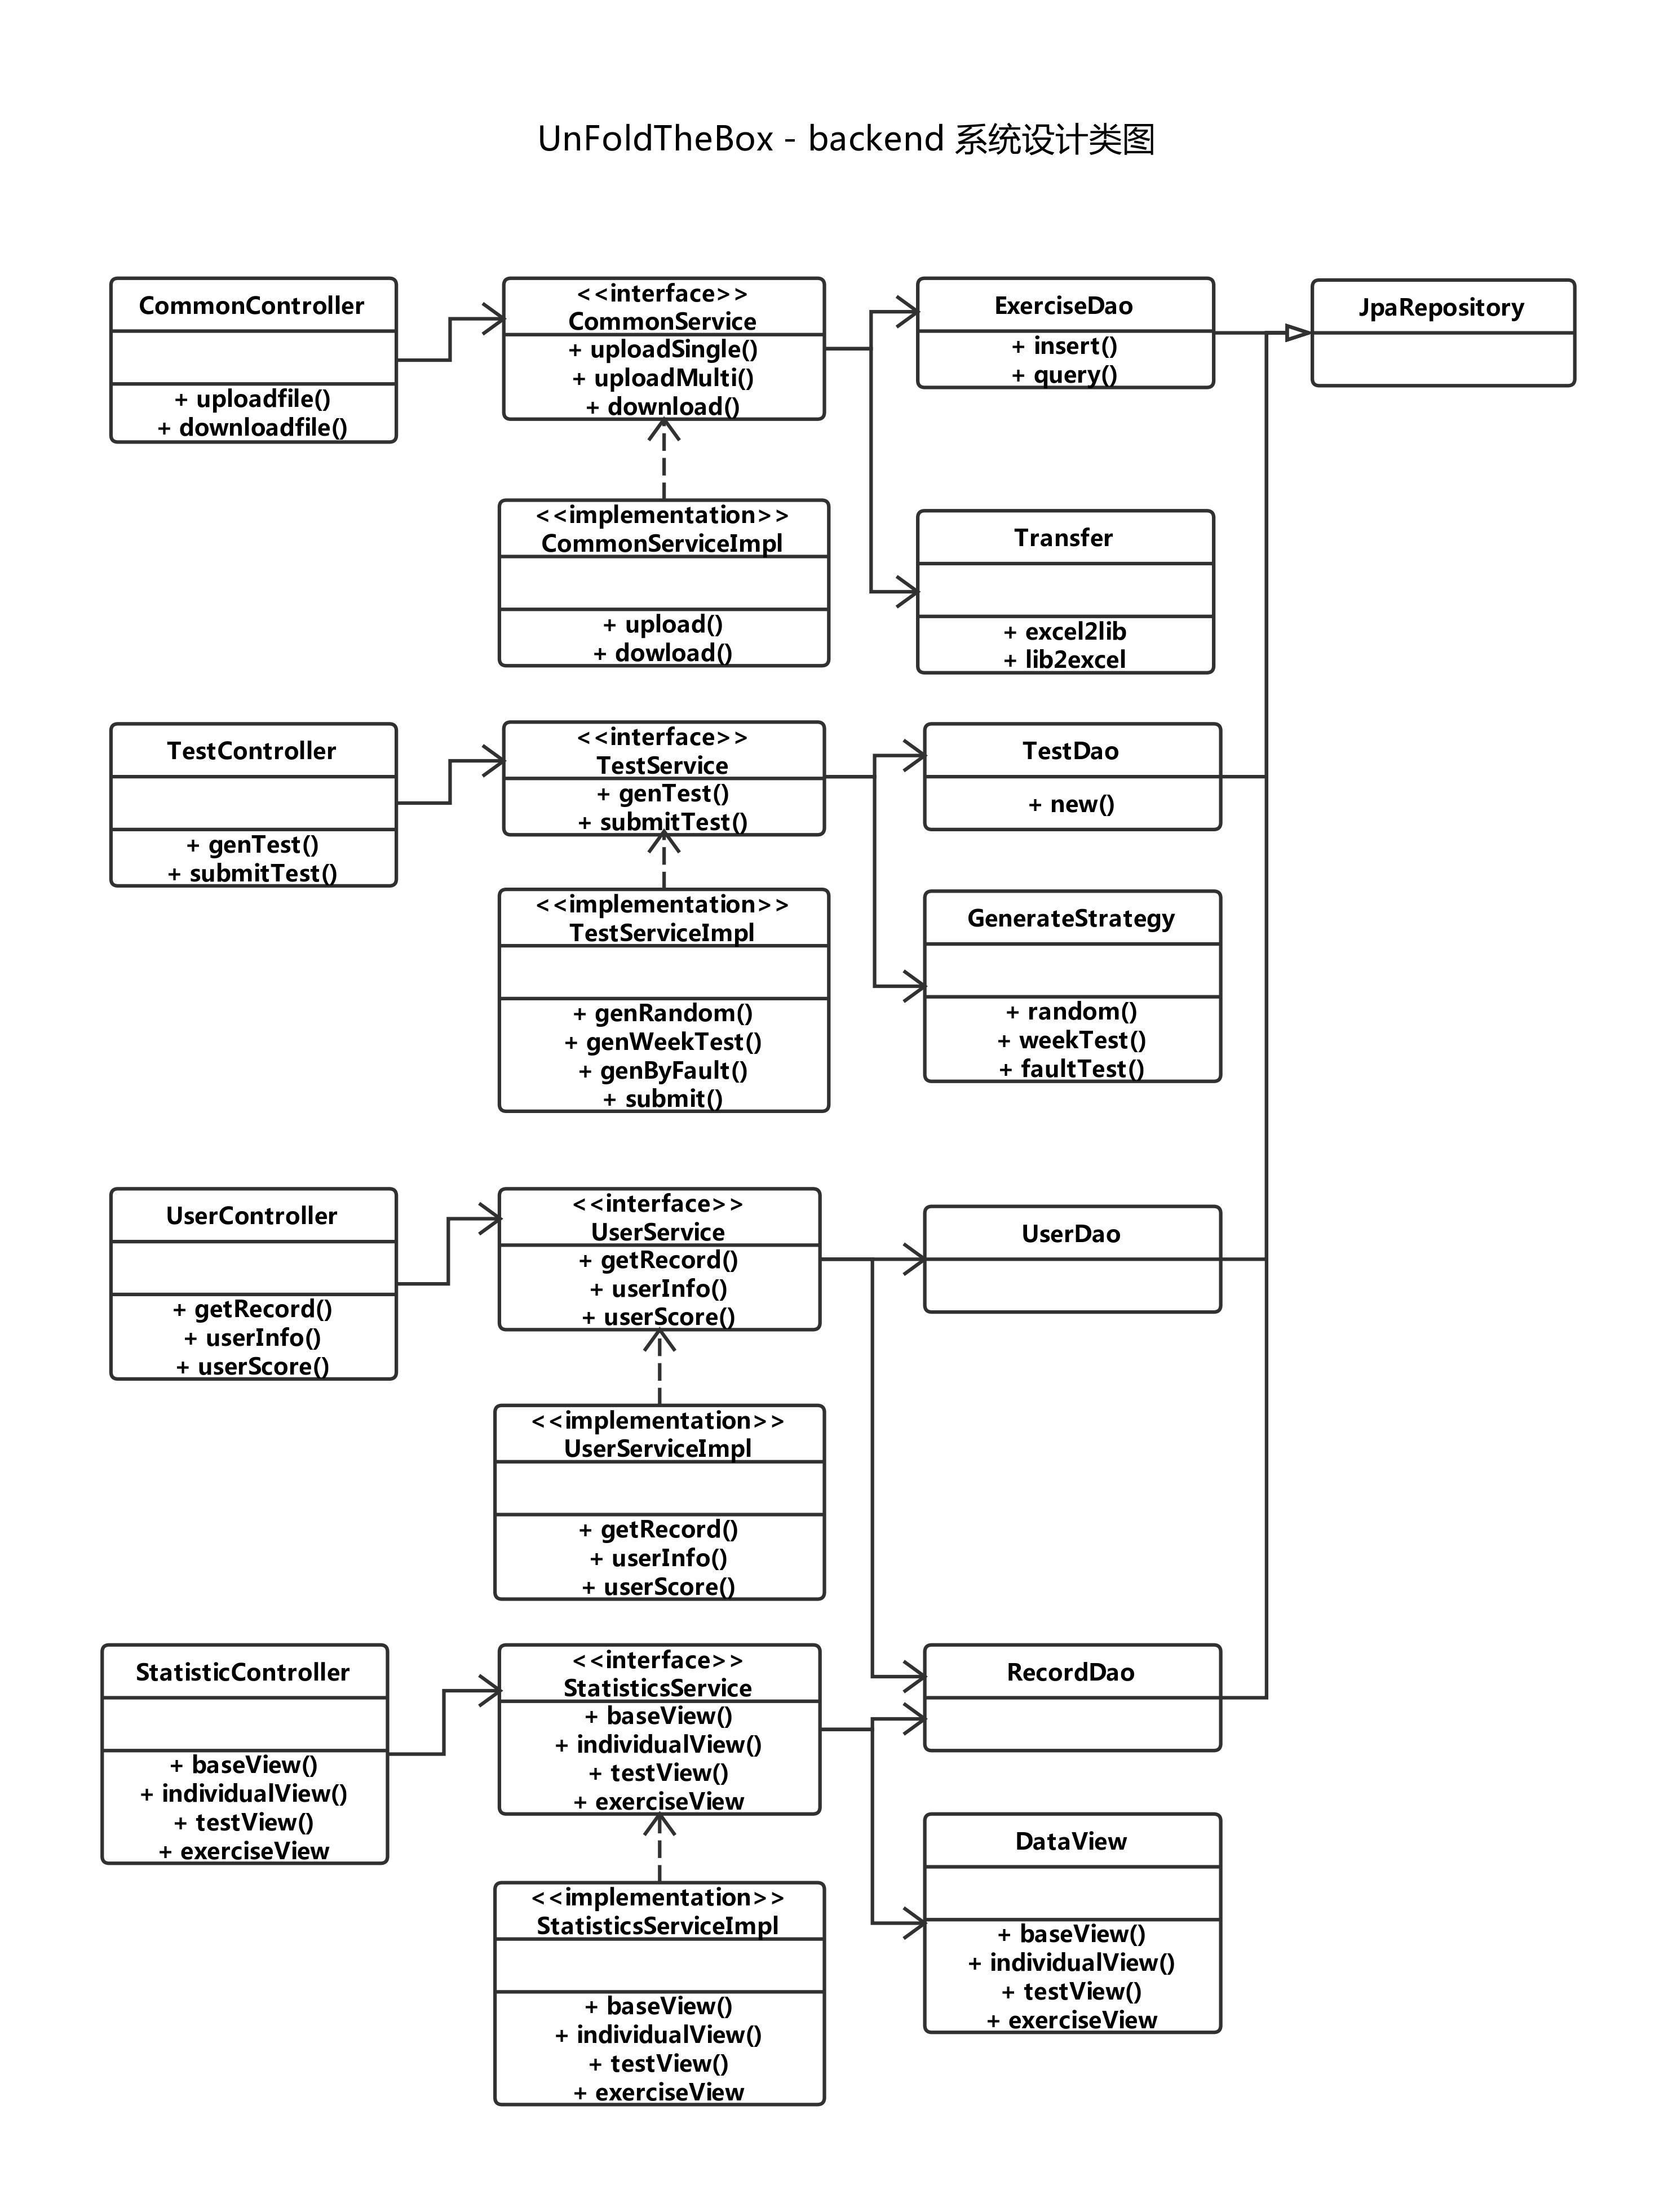 UnFoldTheBox - backend 系统设计类图
CommonController
+ uploadfile()
+ downloadfile()
<<interface>>
CommonService
+ uploadSingle()
+ uploadMulti()
+ download()
ExerciseDao
+ insert()
+ query()
JpaRepository
<<implementation>>
CommonServiceImpl
+ upload()
+ dowload()
Transfer
+ excel2lib
+ lib2excel
TestController
+ genTest()
+ submitTest()
<<interface>>
TestService
+ genTest()
+ submitTest()
TestDao
+ new()
<<implementation>>
TestServiceImpl
+ genRandom()
+ genWeekTest()
+ genByFault()
+ submit()
GenerateStrategy
+ random()
+ weekTest()
+ faultTest()
UserController
+ getRecord()
+ userInfo()
+ userScore()
<<interface>>
UserService
+ getRecord()
+ userInfo()
+ userScore()
UserDao
<<implementation>>
UserServiceImpl
+ getRecord()
+ userInfo()
+ userScore()
StatisticController
+ baseView()
+ individualView()
+ testView()
+ exerciseView
<<interface>>
StatisticsService
+ baseView()
+ individualView()
+ testView()
+ exerciseView
RecordDao
<<implementation>>
StatisticsServiceImpl
+ baseView()
+ individualView()
+ testView()
+ exerciseView
DataView
+ baseView()
+ individualView()
+ testView()
+ exerciseView